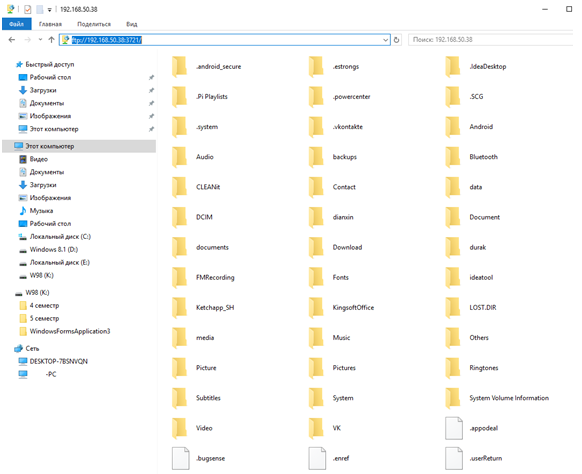 192.168.50.38
Файл Главная Поделиться Вид
ftp://192.168.50.38:3721/
Поиск: 192.168.50.38
Быстрый доступ
Рабочий стол
Загрузки
Документы
Изображения
Этот компьютер
Этот компьютер
Видео
Документы
Загрузки
Изображения
Музыка
Рабочий стол
Локальный диск (C:)
Windows 8.1 (D:)
Локальный диск (E:)
W98 (K:)
W98 (K:)
4 семестр
5 семестр
WindowsFormsApplication3
Сеть
DESKTOP-7BSNVQN
-PC
.android_secure .estrongs .IdeaDesktop
.Pi Playlists .powercenter .SCG
.system .vkontakte Android
Audio backups Bluetooth
CLEANit Contact data
DCIM dianxin Document
documents Download durak
FMRecording Fonts ideatool
Ketchapp_SH KingsoftOffice LOST.DIR
media Music Others
Picture Pictures Ringtones
Subtitles System System Volume Information
Video VK .appodeal
.bugsense .enref .userReturn